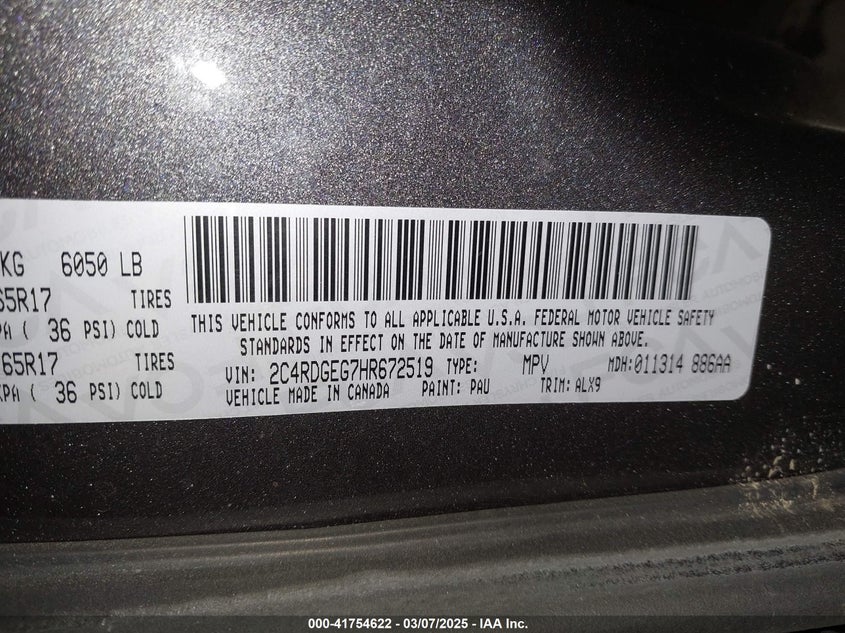 KG 6050 LB
65R17 TIRES
PA ( 36 PSI) COLD
65R17 TIRES
KPA ( 36 PSI) COLD
THIS VEHICLE CONFORMS TO ALL APPLICABLE U.S.A. FEDERAL MOTOR VEHICLE SAFETY
STANDARDS IN EFFECT ON THE DATE OF MANUFACTURE SHOWN ABOVE.
VIN: 2C4RDGEG7HR672519 TYPE: MPV MDH:011314 886AA
VEHICLE MADE IN CANADA PAINT: PAU TRIM: ALX9
000-41754622 - 03/07/2025 - IAA Inc.